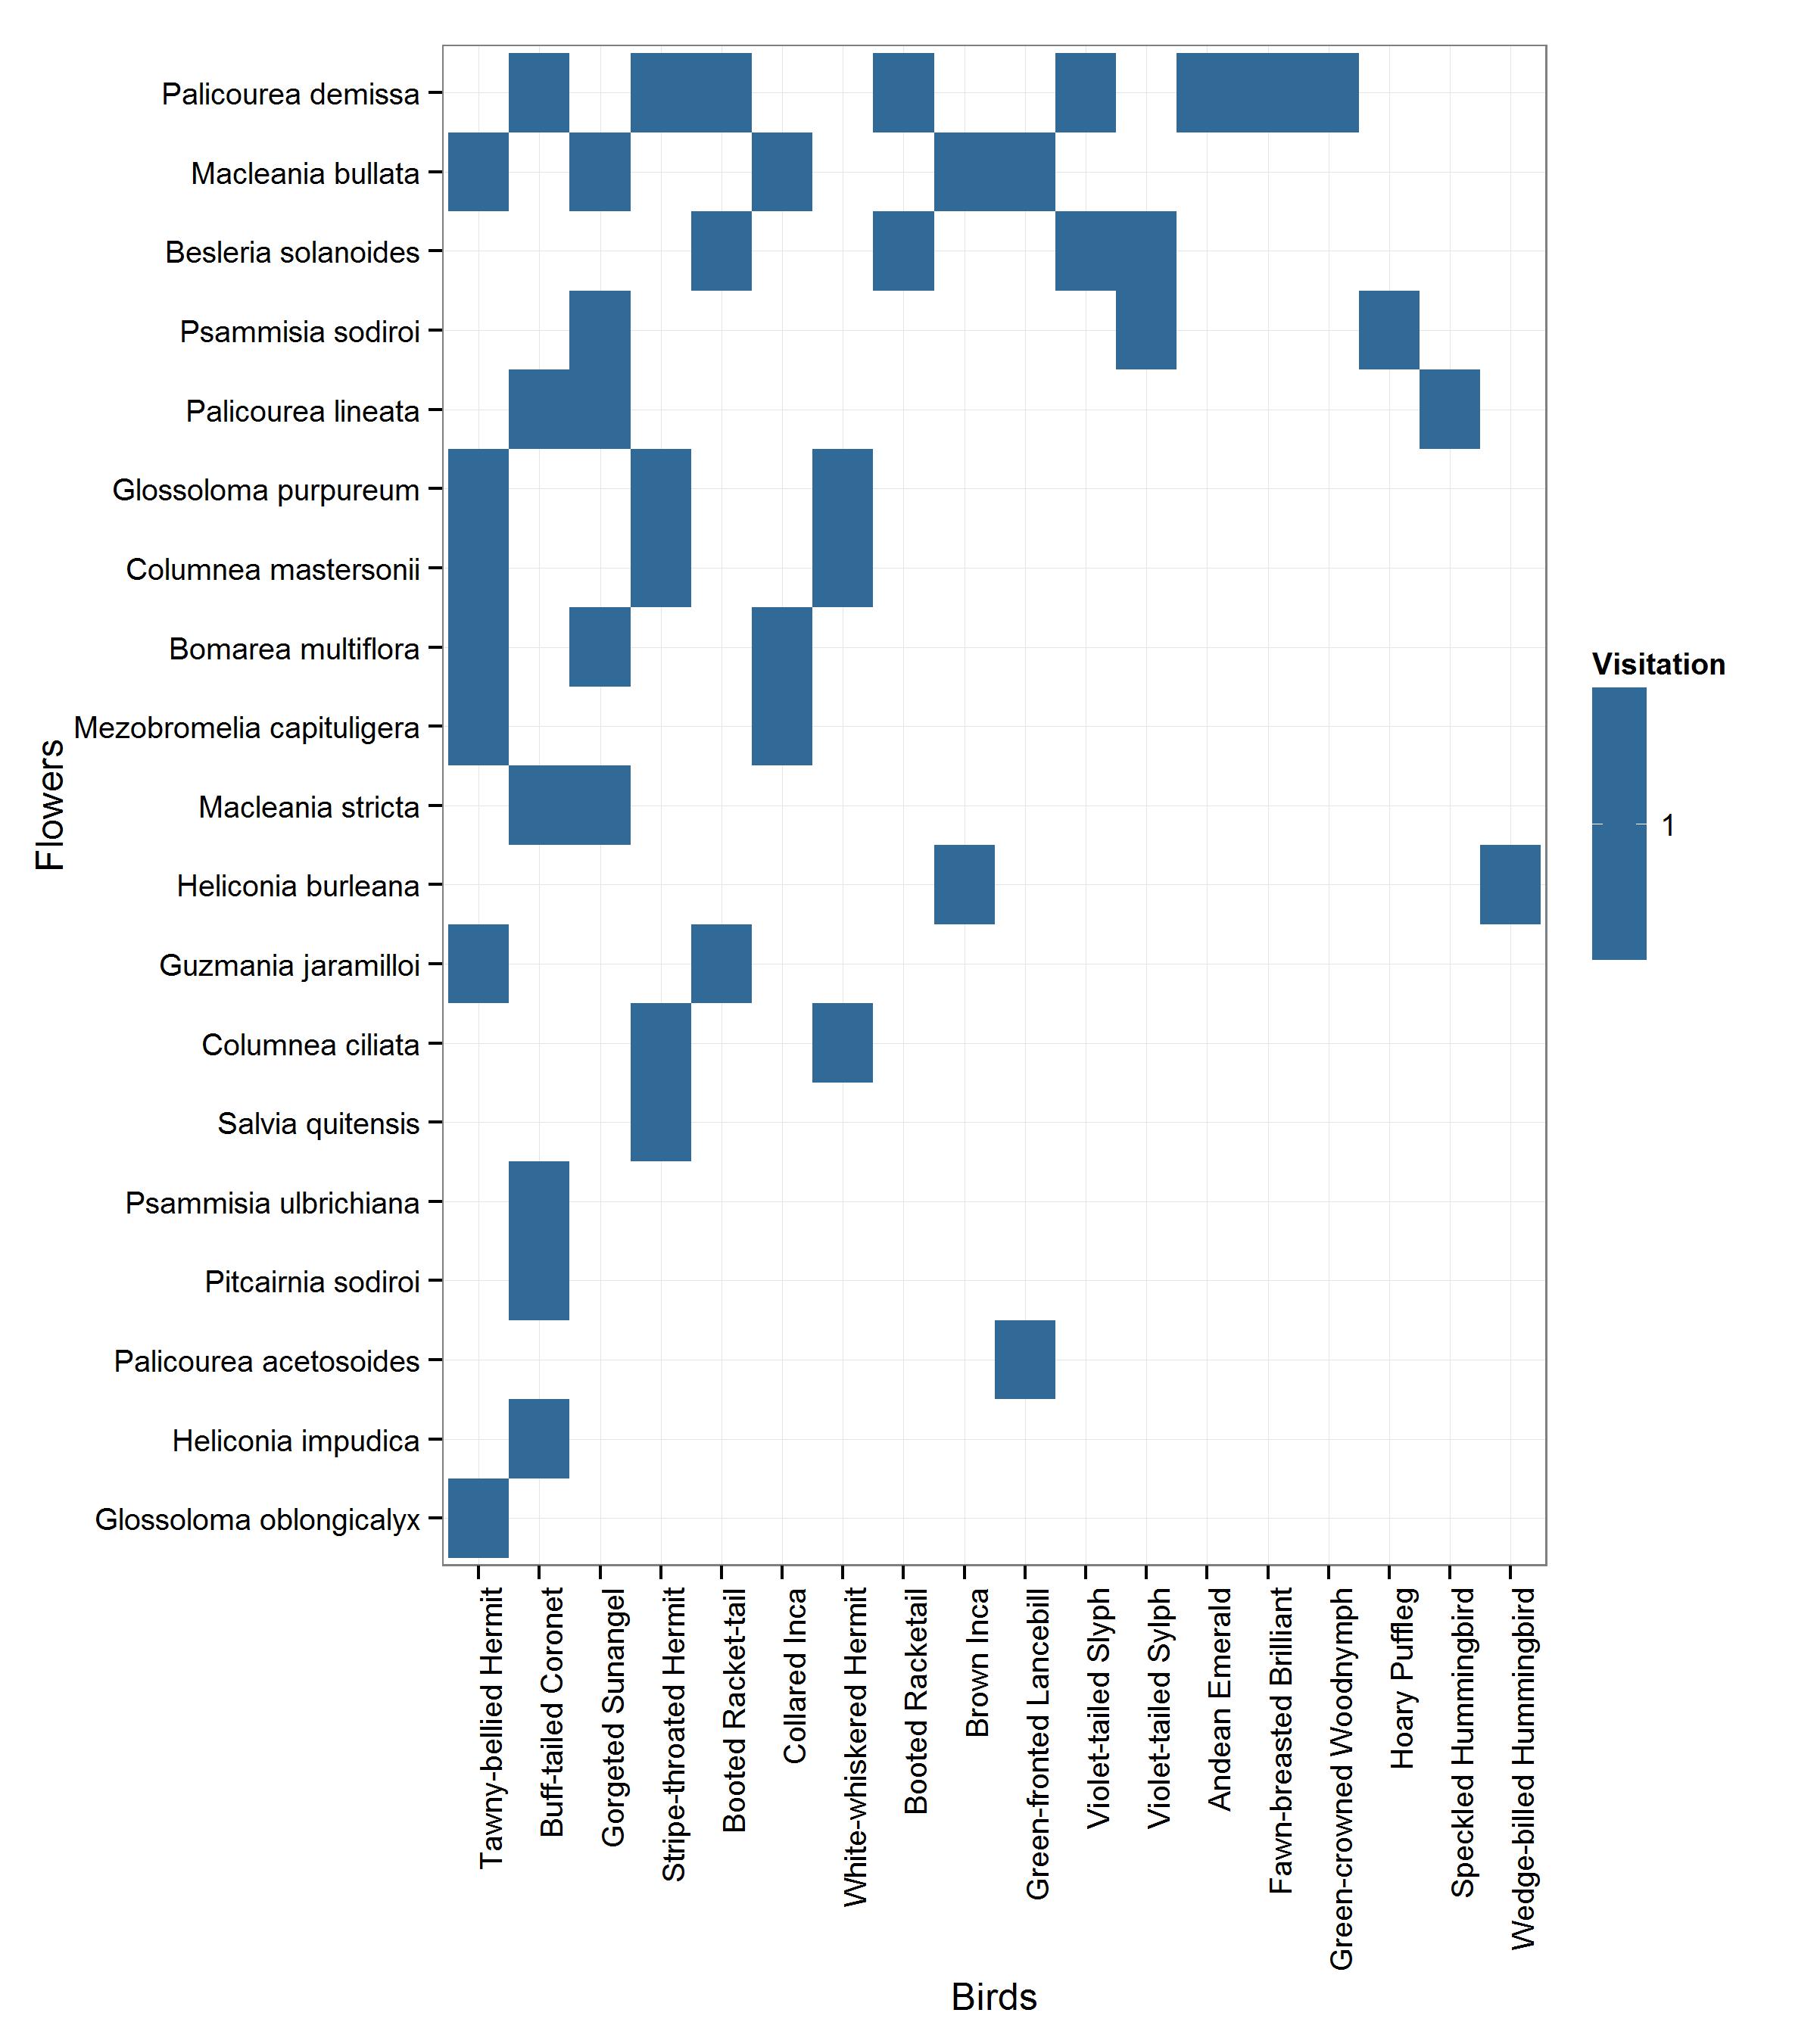 Palicourea demissa
Macleania bullata
Besleria solanoides
Psammisia sodiroi
Palicourea lineata
Glossoloma purpureum
Columnea mastersonii
Bomarea multiflora
Mezobromelia capituligera
Macleania stricta
Heliconia burleana
Guzmania jaramilloi
Columnea ciliata
Salvia quitensis
Psammisia ulbrichiana
Pitcairnia sodiroi
Palicourea acetosoides
Heliconia impudica
Glossoloma oblongicalyx
Flowers
Tawny-bellied Hermit
Buff-tailed Coronet
Gorgeted Sunangel
Stripe-throated Hermit
Booted Racket-tail
Collared Inca
White-whiskered Hermit
Booted Racketail
Brown Inca
Green-fronted Lancebill
Violet-tailed Slyph
Violet-tailed Sylph
Andean Emerald
Fawn-breasted Brilliant
Green-crowned Woodnymph
Hoary Puffleg
Speckled Hummingbird
Wedge-billed Hummingbird
Birds
Visitation
1